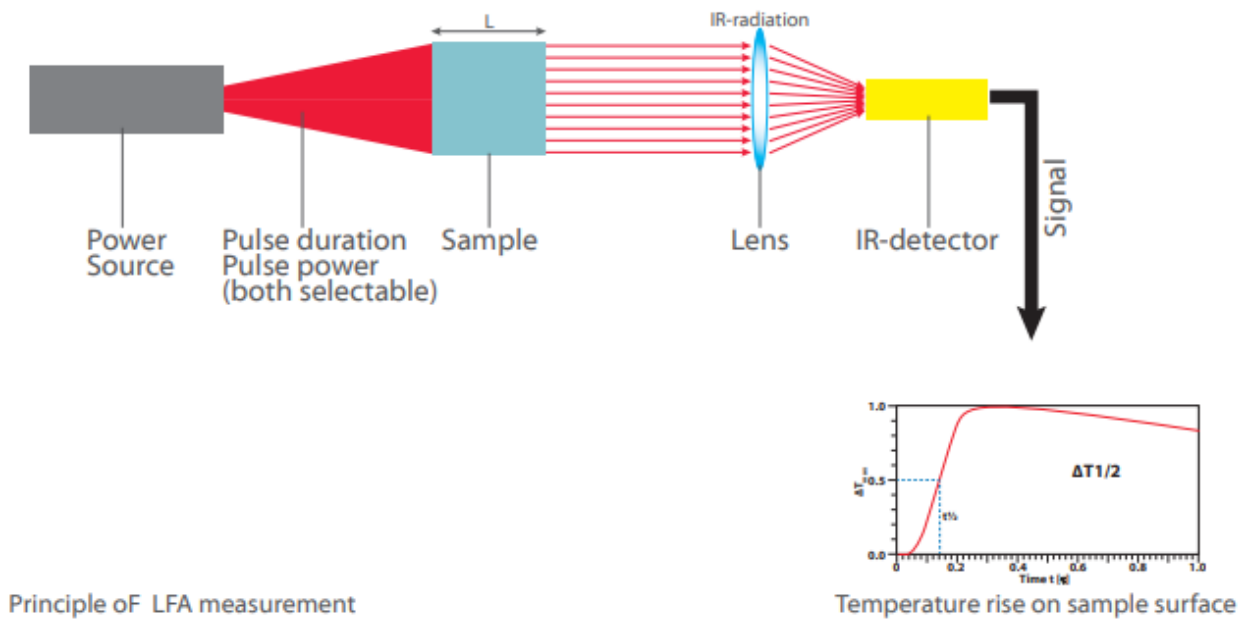 L
IR-radiation
Power
Source
Pulse duration
Pulse power
(both selectable)
Sample
Lens
IR-detector
Signal
1.0
0.5
0.0
ΔT
ΔT1/2
t½
0
0.2
0.4
0.6
0.8
1.0
Time t
Principle oF LFA measurement
Temperature rise on sample surface